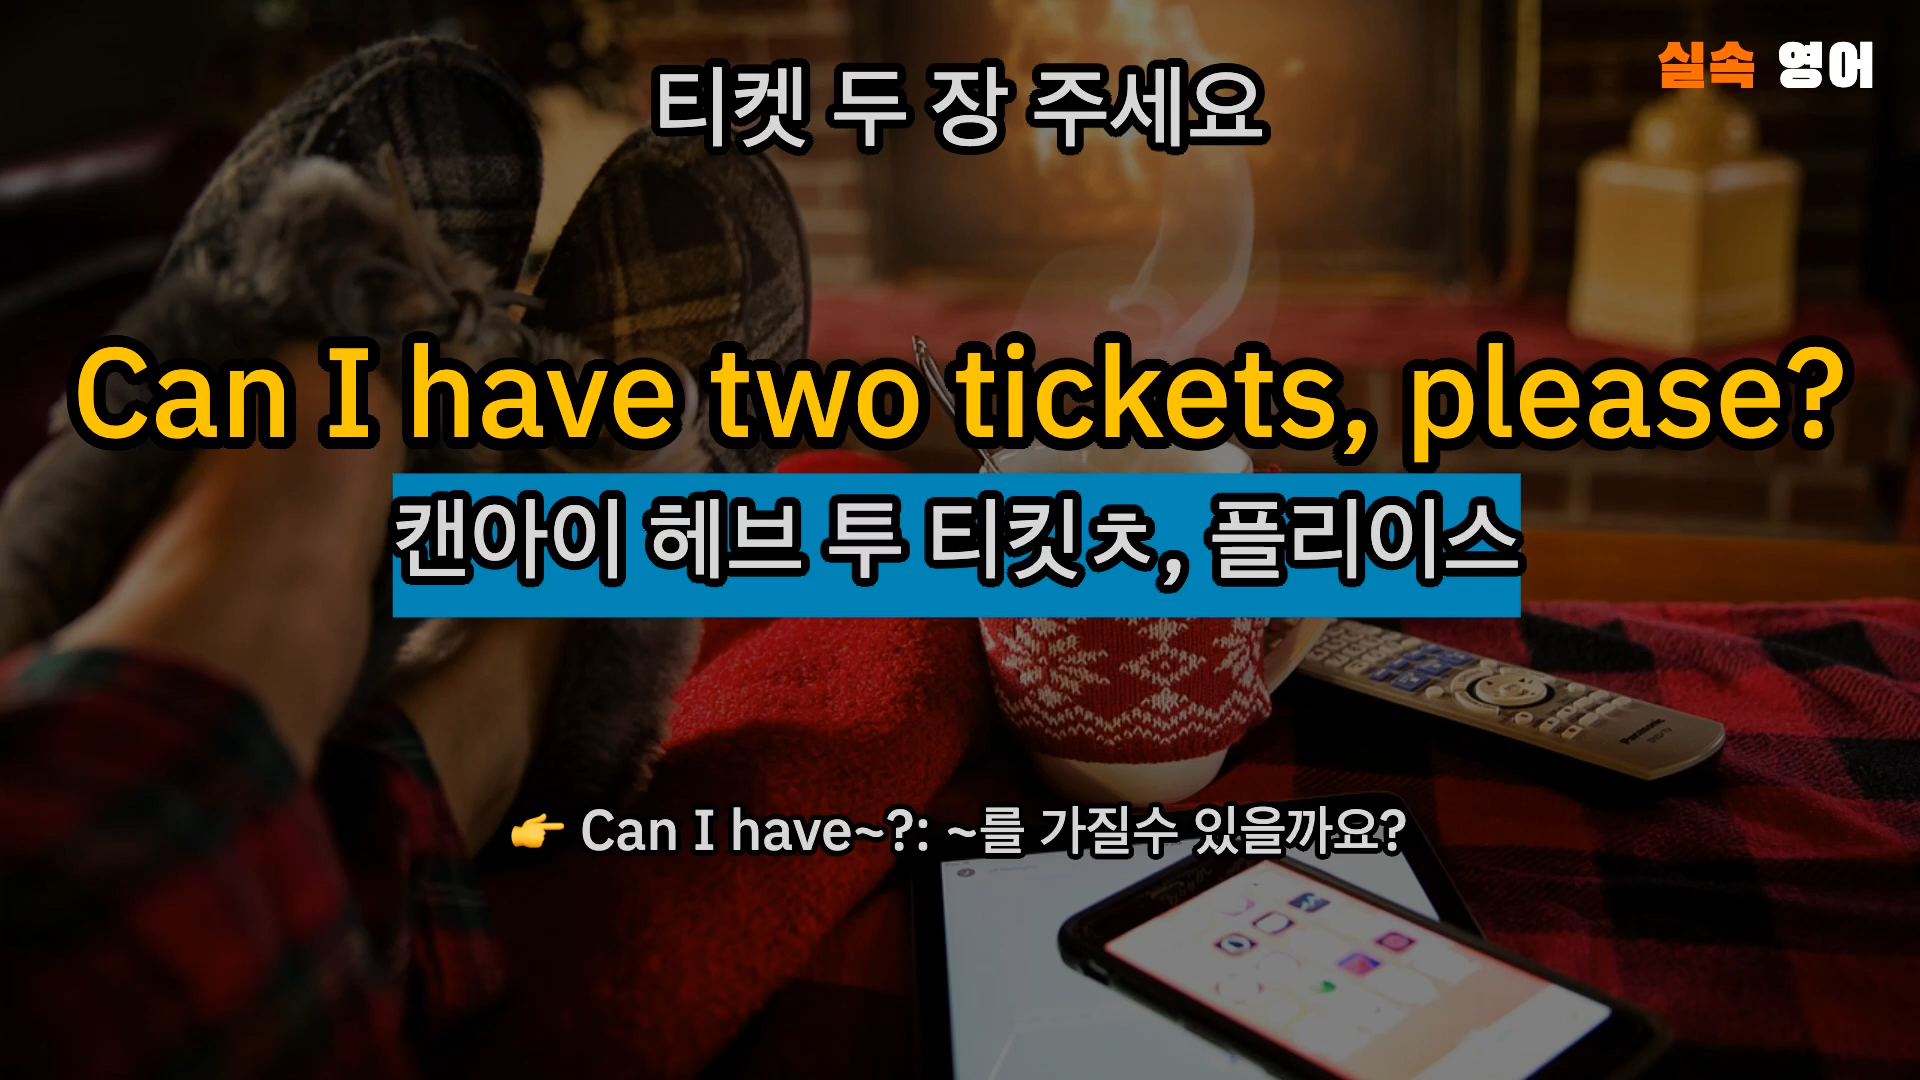 실속 영어
티켓 두 장 주세요
Can I have two tickets, please?
캔아이 헤브 투 티킷ㅊ, 플리이스
👉 Can I have~?: ~를 가질수 있을까요?
Panasonic